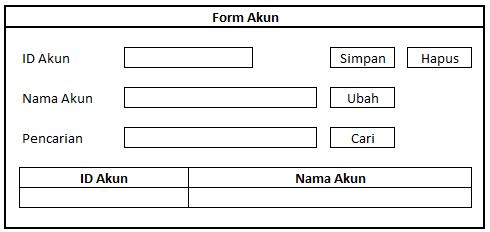 Form Akun
ID Akun Simpan Hapus
Nama Akun Ubah
Pencarian Cari
ID Akun Nama Akun